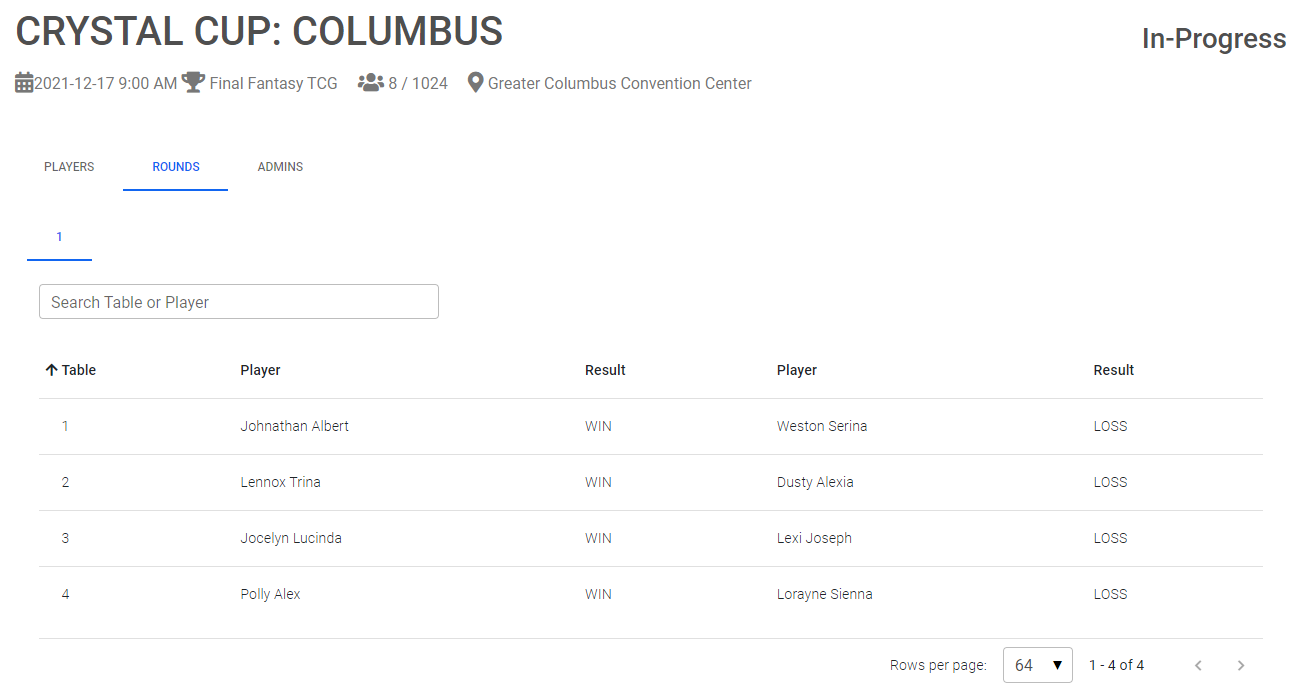 CRYSTAL CUP: COLUMBUS
In-Progress
2021-12-17 9:00 AM Final Fantasy TCG 8 / 1024 Greater Columbus Convention Center
PLAYERS ROUNDS ADMINS
1
Search Table or Player
Table Player Result Player Result
1 Johnathan Albert WIN Weston Serina LOSS
2 Lennox Trina WIN Dusty Alexia LOSS
3 Jocelyn Lucinda WIN Lexi Joseph LOSS
4 Polly Alex WIN Lorayne Sienna LOSS
Rows per page: 64 1 - 4 of 4